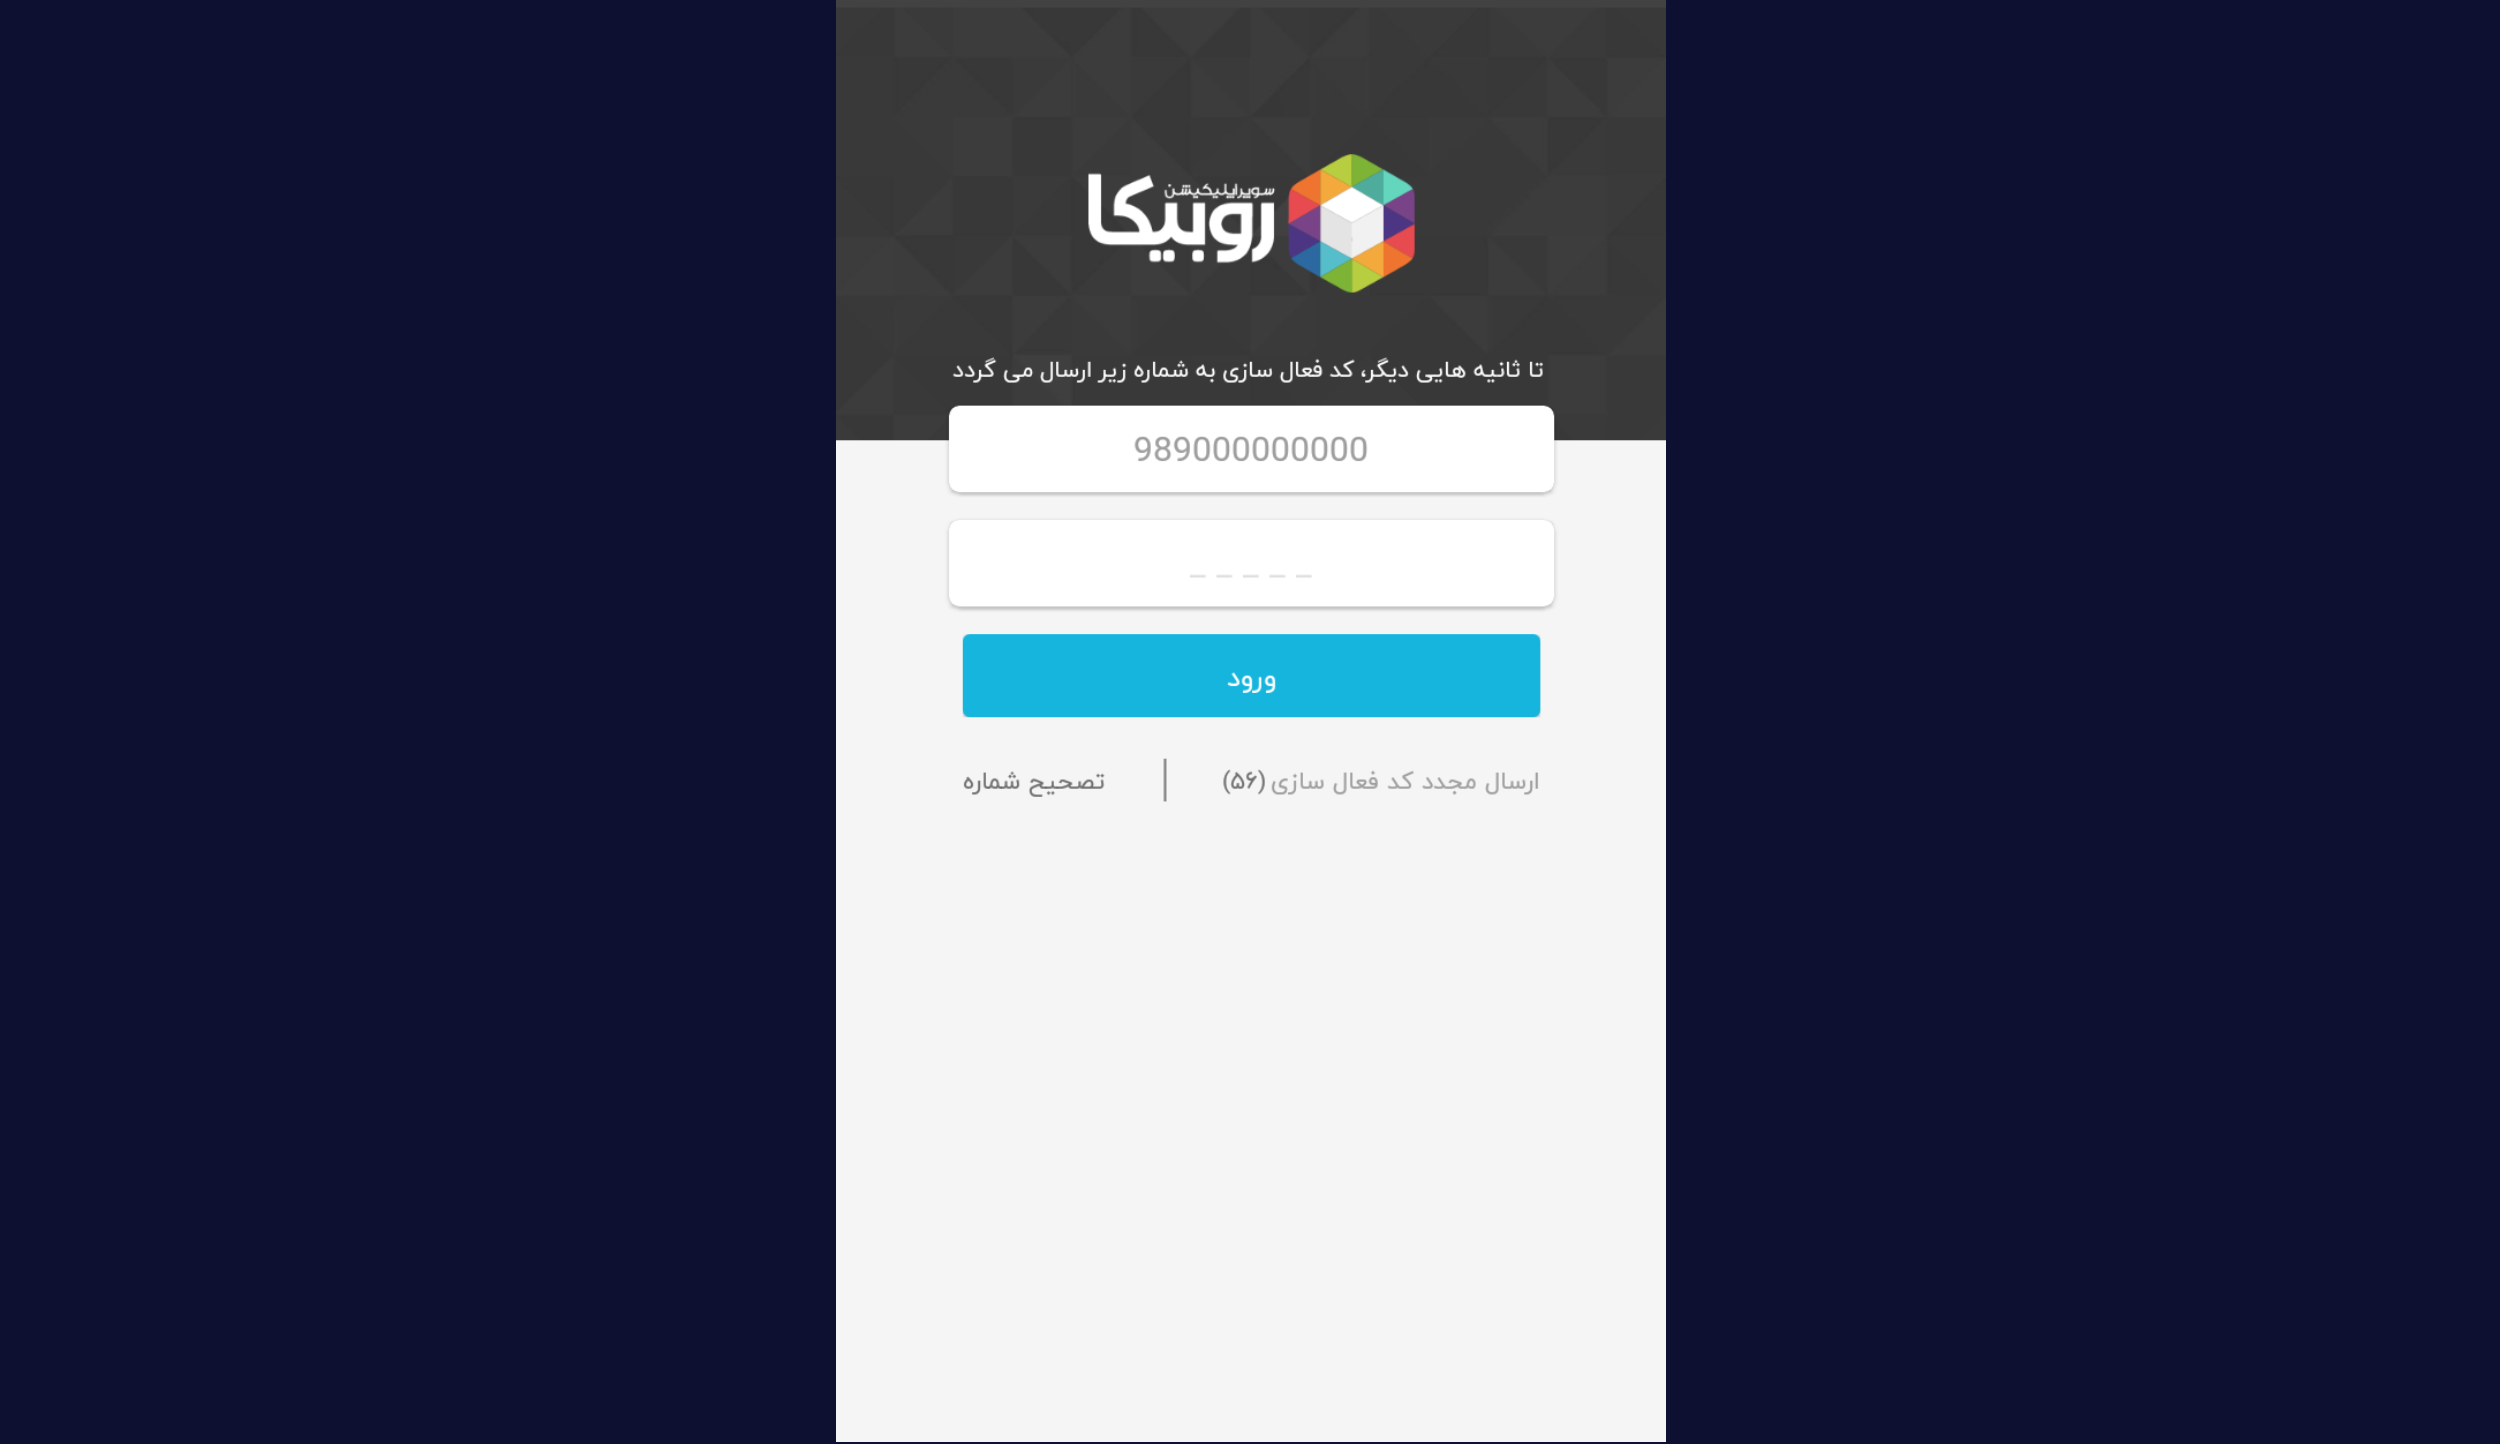 سوپراپلیکیشن
روبیکا
تا ثانیه هایی دیگر، کد فعال سازی به شماره زیر ارسال می گردد
989000000000
_ _ _ _ _
ورود
ارسال مجدد کد فعال سازی (۵۶) | تصحیح شماره